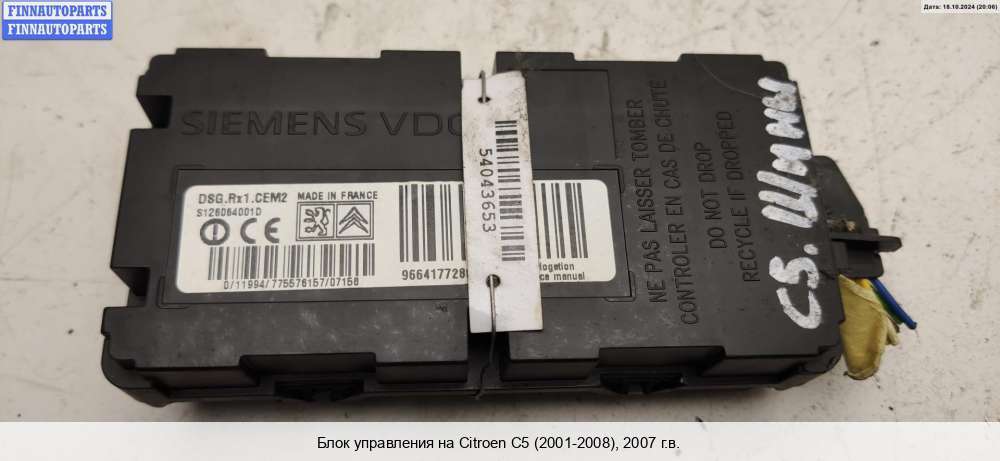 FINNAUTOPARTS
FINNAUTOPARTS
Дата: 18.10.2024 (20:06)
SIEMENS VDO
DSG.Rx1.CEM2 MADE IN FRANCE
S126064001D
CE
D/11994/775576157/07158
54043653
NE PAS LAISSER TOMBER
CONTROLER EN CAS DE CHUTE
DO NOT DROP
RECYCLE IF DROPPED
C5. Шины
Блок управления на Citroen C5 (2001-2008), 2007 г.в.